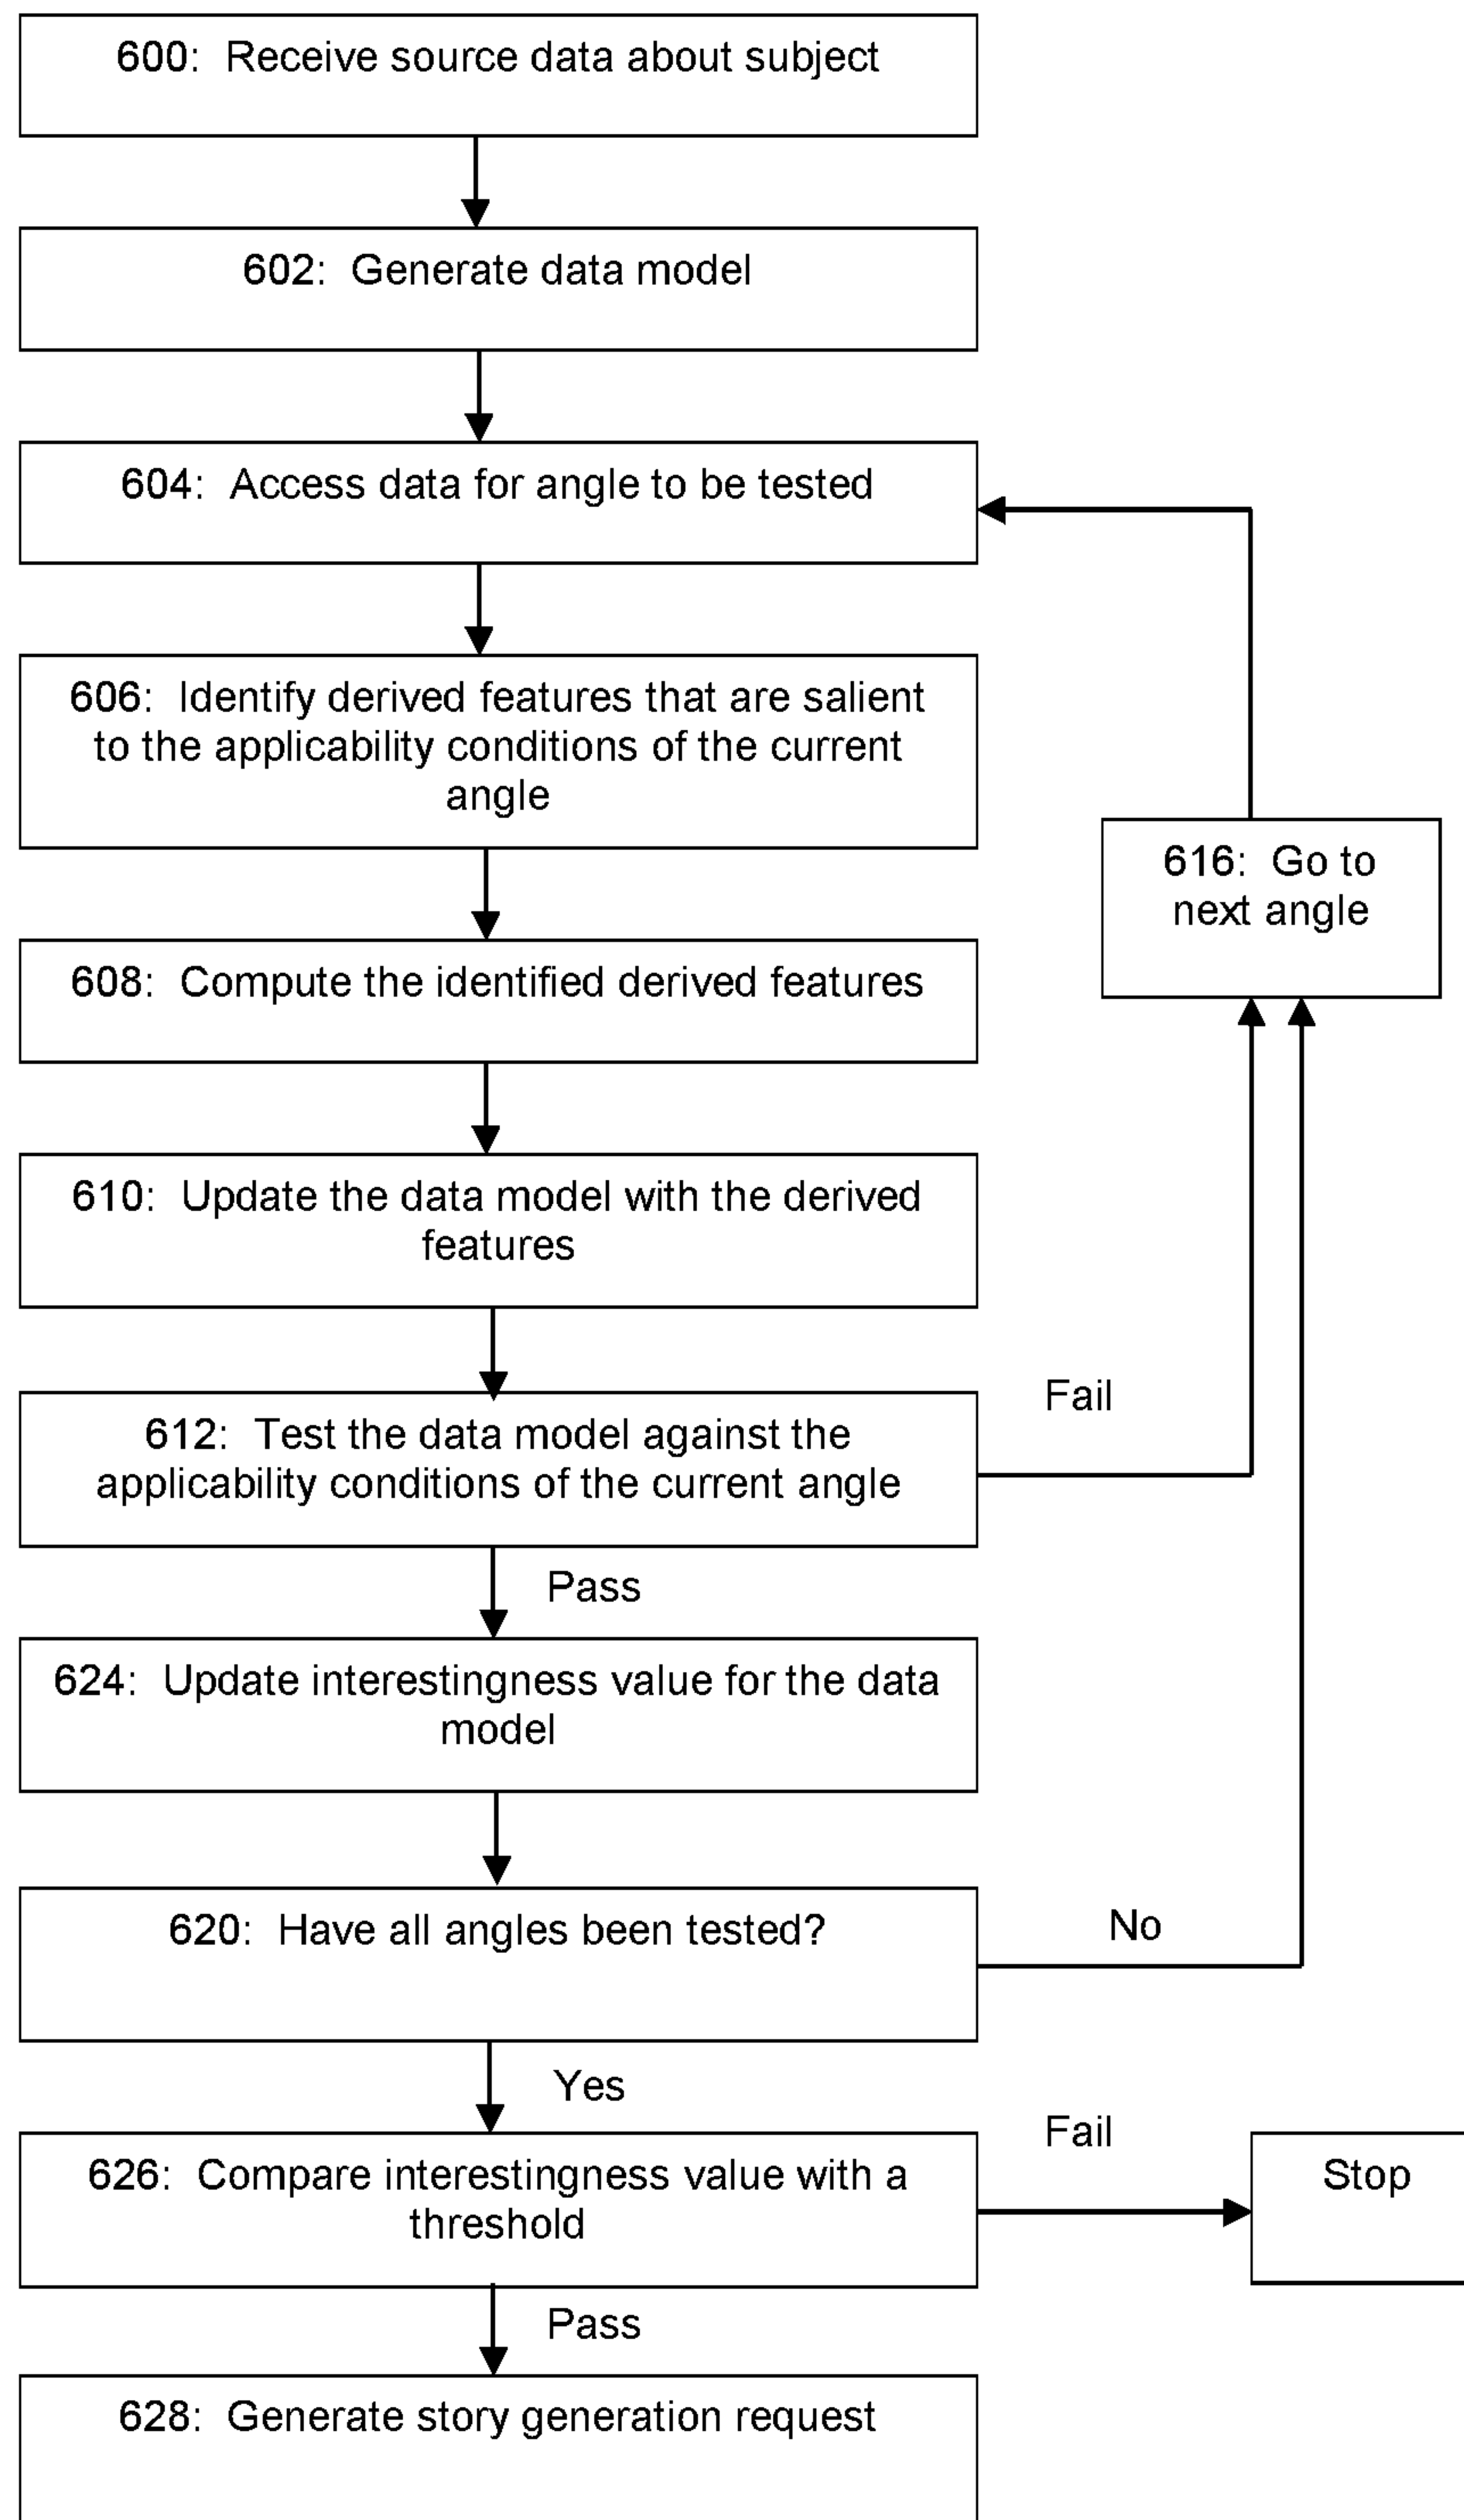 600: Receive source data about subject
602: Generate data model
604: Access data for angle to be tested
606: Identify derived features that are salient
to the applicability conditions of the current
angle
616: Go to
next angle
608: Compute the identified derived features
610: Update the data model with the derived
features
Fail
612: Test the data model against the
applicability conditions of the current angle
Pass
624: Update interestingness value for the data
model
620: Have all angles been tested?
No
Yes
Fail
626: Compare interestingness value with a
threshold
Stop
Pass
628: Generate story generation request